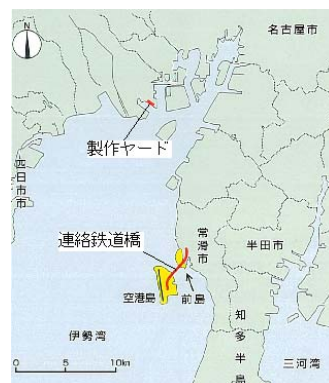 N
名古屋市
製作ヤード
四日市市
連絡鉄道橋
常滑市
半田市
空港島
前島
伊勢湾
知多半島
三河湾
0 5 10km